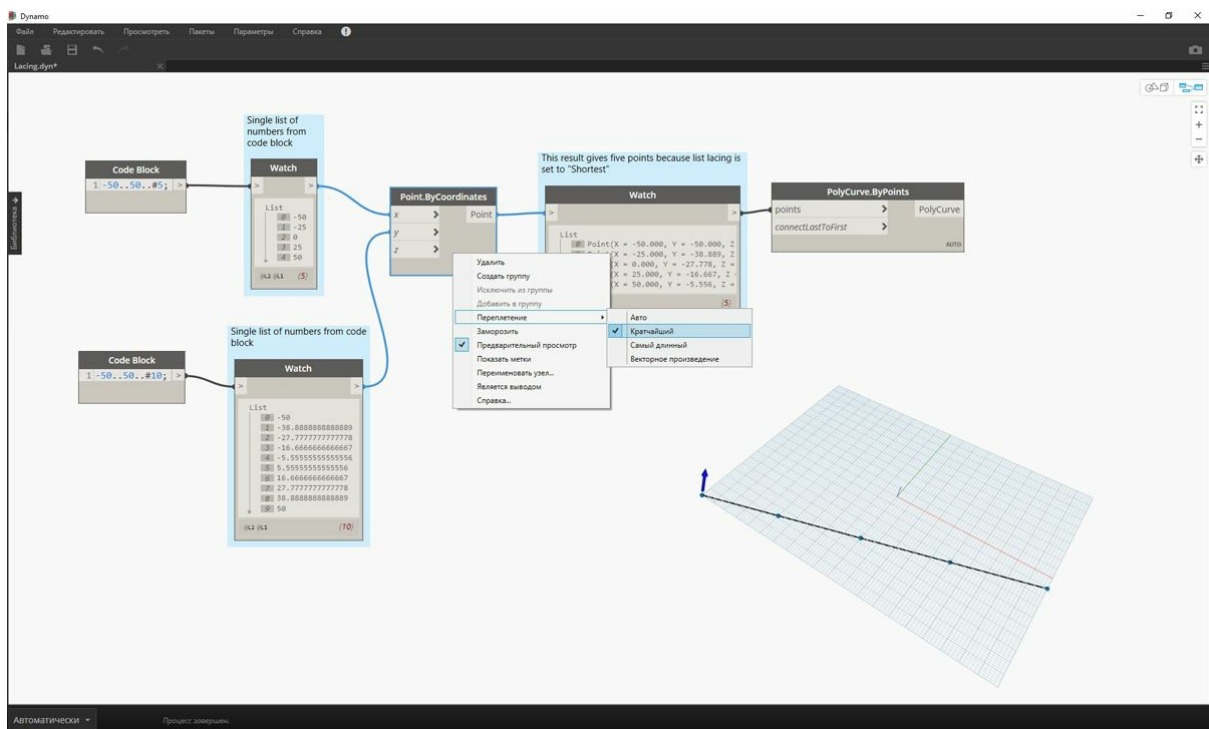 Dynamo
Файл Редактировать Просмотреть Пакеты Параметры Справка !
Lacing.dyn*
Библиотека
Single list of
numbers from
code block
Code Block
1 -50..50..#5; >
Watch
> >
List
0 -50
1 -25
2 0
3 25
4 50
@L2 @L1 {5}
Single list of numbers from code
block
Code Block
1 -50..50..#10; >
Watch
> >
List
0 -50
1 -38.8888888888889
2 -27.7777777777778
3 -16.6666666666667
4 -5.55555555555556
5 5.55555555555556
6 16.6666666666667
7 27.7777777777778
8 38.8888888888889
9 50
@L2 @L1 {10}
Point.ByCoordinates
x > Point
y >
z >
This result gives five points because list lacing is
set to "Shortest"
Watch
> >
List
0 Point(X = -50.000, Y = -50.000, Z
(X = -25.000, Y = -38.889, Z =
(X = 0.000, Y = -27.778, Z =
(X = 25.000, Y = -16.667, Z =
(X = 50.000, Y = -5.556, Z =
{5}
PolyCurve.ByPoints
points > PolyCurve
connectLastToFirst >
AUTO
Удалить
Создать группу
Исключить из группы
Добавить в группу
Переплетение
Заморозить
Предварительный просмотр
Показать метки
Переименовать узел...
Является выводом
Справка...
Авто
Кратчайший
Самый длинный
Векторное произведение
Автоматически Процесс завершен.